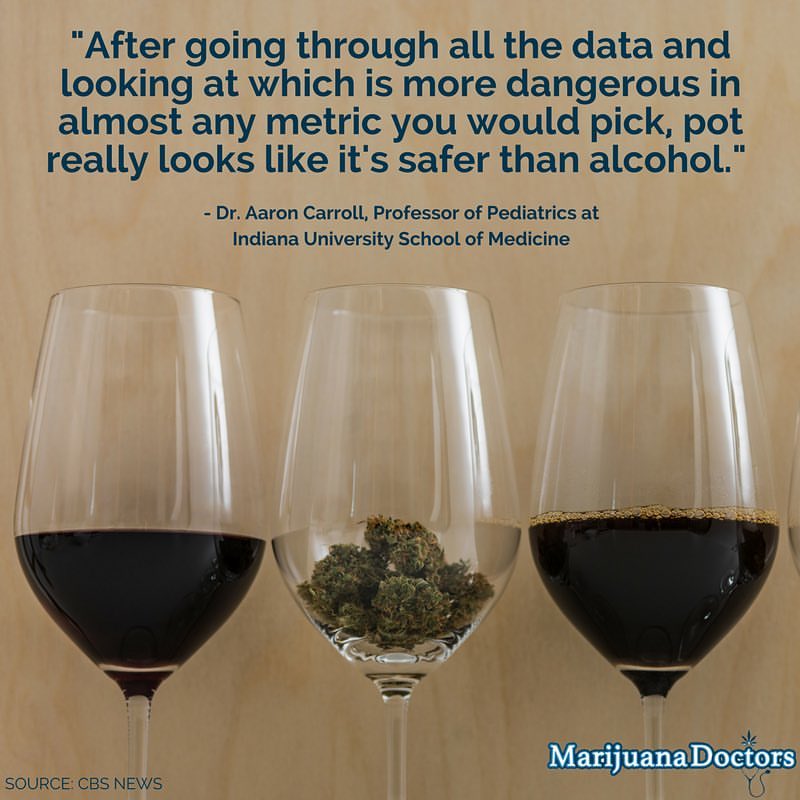 "After going through all the data and
looking at which is more dangerous in
almost any metric you would pick, pot
really looks like it's safer than alcohol."
- Dr. Aaron Carroll, Professor of Pediatrics at
Indiana University School of Medicine
MarijuanaDoctors
SOURCE: CBS NEWS